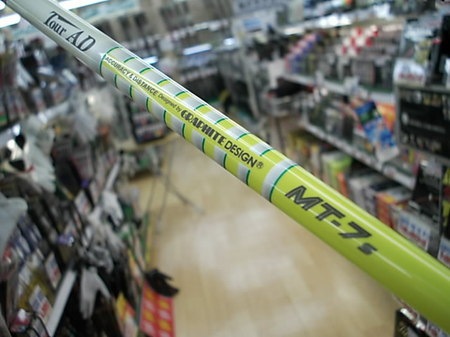 Tour AD
ACCURACY & DISTANCE designed by GRAPHITE DESIGN®
MT-7s